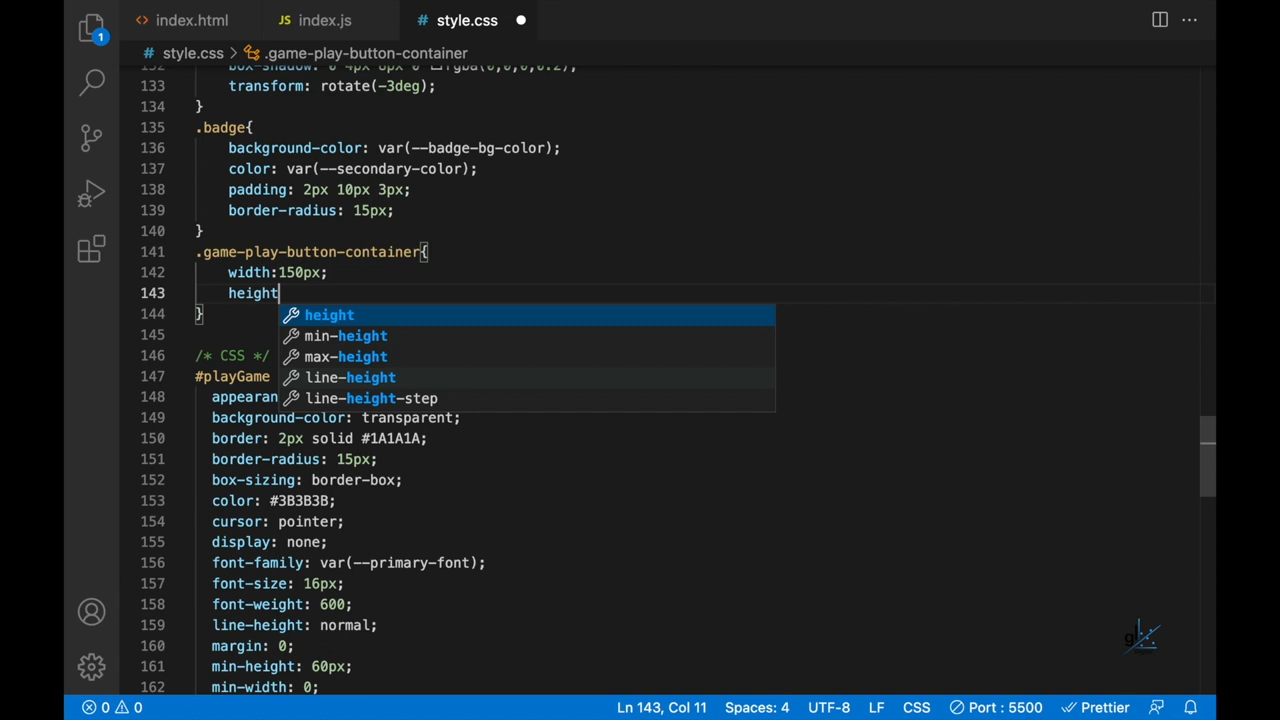 index.html
JS index.js
# style.css
# style.css > .game-play-button-container
1
132 box-shadow: 0 4px 6px 0 rgba(0,0,0,0.2);
133 transform: rotate(-3deg);
134 }
135 .badge{
136 background-color: var(--badge-bg-color);
137 color: var(--secondary-color);
138 padding: 2px 10px 3px;
139 border-radius: 15px;
140 }
141 .game-play-button-container{
142 width:150px;
143 height
144 }
height
min-height
145
max-height
146 /* CSS */
line-height
147 #playGame
line-height-step
148 appearan
149 background-color: transparent;
150 border: 2px solid #1A1A1A;
151 border-radius: 15px;
152 box-sizing: border-box;
153 color: #3B3B3B;
154 cursor: pointer;
155 display: none;
156 font-family: var(--primary-font);
157 font-size: 16px;
158 font-weight: 600;
159 line-height: normal;
160 margin: 0;
161 min-height: 60px;
162 min-width: 0;
0 0 Ln 143, Col 11 Spaces: 4 UTF-8 LF CSS Port : 5500 Prettier